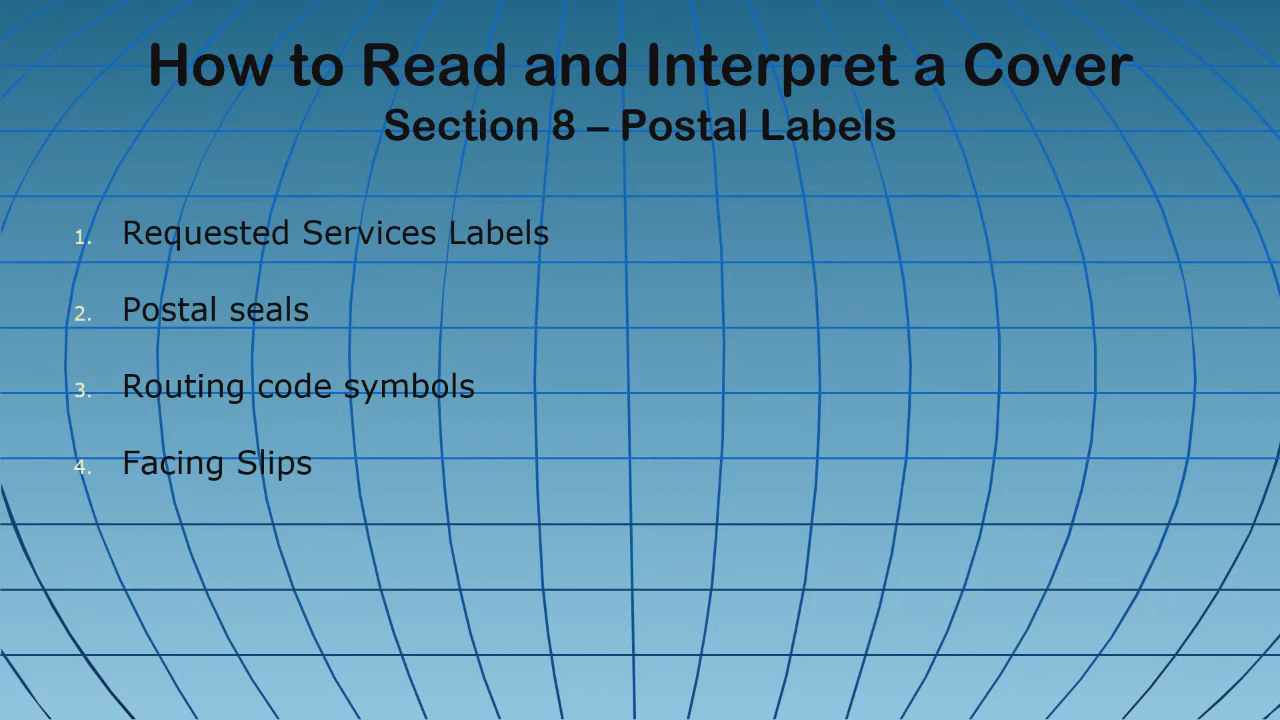 How to Read and Interpret a Cover
Section 8 – Postal Labels
1. Requested Services Labels
2. Postal seals
3. Routing code symbols
4. Facing Slips